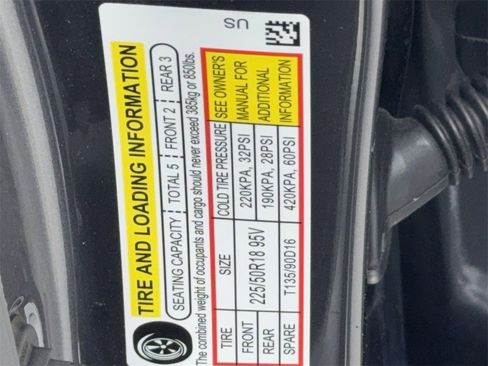 US
TIRE AND LOADING INFORMATION
SEATING CAPACITY TOTAL 5 FRONT 2 REAR 3
The combined weight of occupants and cargo should never exceed 385kg or 850lbs.
TIRE SIZE COLD TIRE PRESSURE SEE OWNER'S
FRONT 225/50R18 95V 220KPA, 32PSI MANUAL FOR
REAR 190KPA, 28PSI ADDITIONAL
SPARE T135/90D16 420KPA, 60PSI INFORMATION